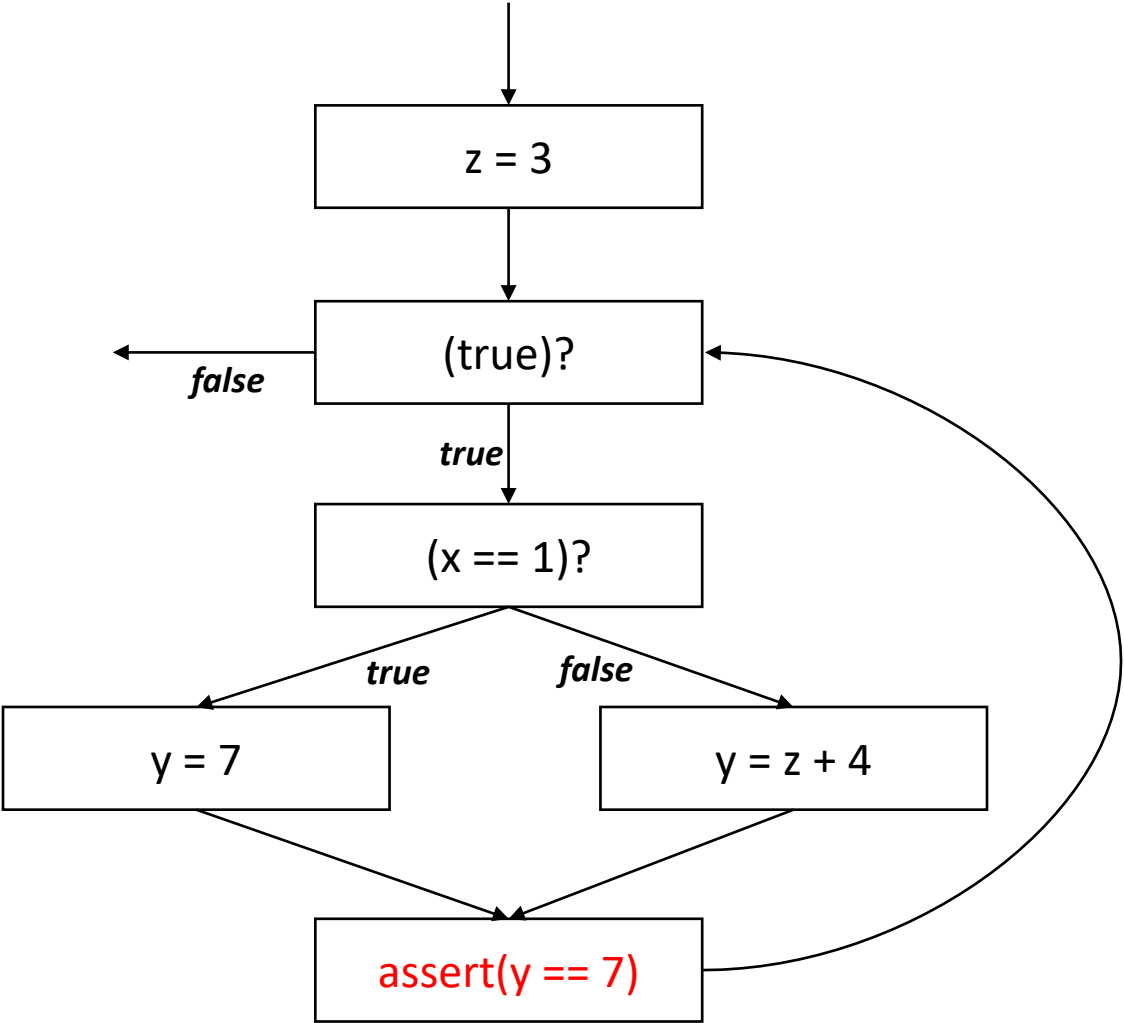 z = 3
(true)?
false
true
(x == 1)?
true
false
y = 7
y = z + 4
assert(y == 7)